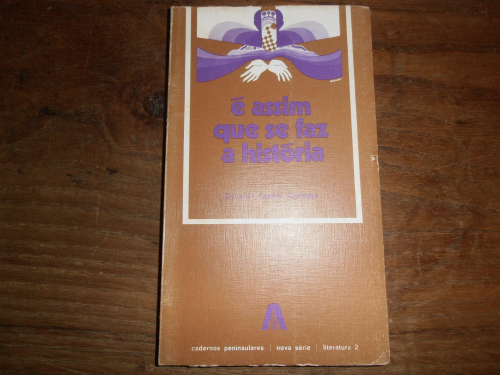 é assim
que se faz
a história
cadernos peninsulares | nova série | literatura 2